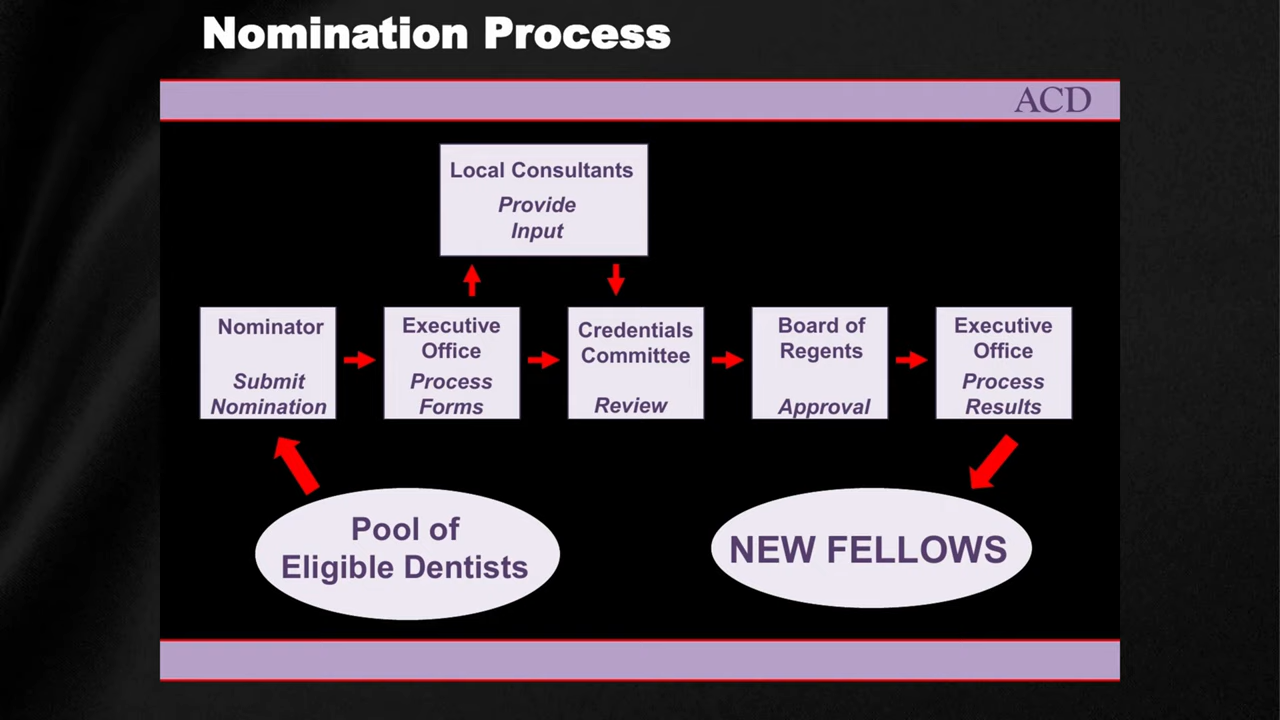 Nomination Process
ACD
Local Consultants
Provide
Input
Nominator
Submit
Nomination
Executive
Office
Process
Forms
Credentials
Committee
Review
Board of
Regents
Approval
Executive
Office
Process
Results
Pool of
Eligible Dentists
NEW FELLOWS